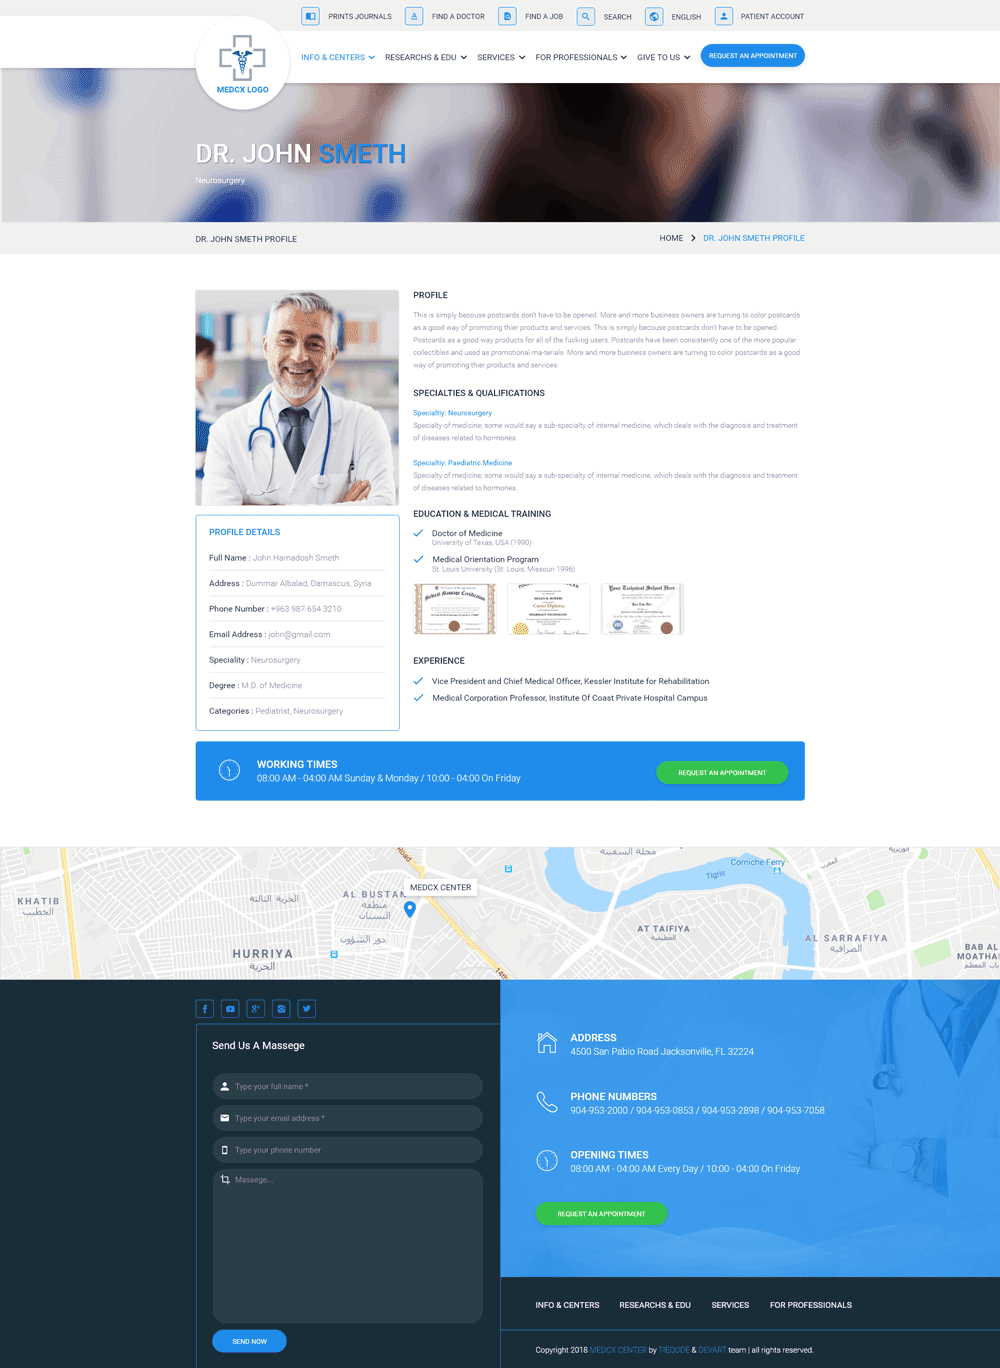 PRINTS JOURNALS
FIND A DOCTOR
FIND A JOB
SEARCH
ENGLISH
PATIENT ACCOUNT
MEDCX LOGO
INFO & CENTERS
RESEARCHS & EDU
SERVICES
FOR PROFESSIONALS
GIVE TO US
REQUEST AN APPOINTMENT
DR. JOHN SMETH
Neurosurgery
DR. JOHN SMETH PROFILE
HOME
DR. JOHN SMETH PROFILE
PROFILE
This is simply becouse postcards don't have to be opened. More and more business owners are turning to color postcards
as a good way of promoting thier products and services. This is simply becouse postcards don't have to be opened.
Postcards as a good way products for all of the fucking users. Postcards have been consistently one of the more popular
collectibles and used as promotional ma-terials. More and more business owners are turning to color postcards as a good
way of promoting thier products and services.
SPECIALTIES & QUALIFICATIONS
Specialtiy: Neurosurgery
Specialty of medicine; some would say a sub-specialty of internal medicine, which deals with the diagnosis and treatment
of diseases related to hormones.
Specialtiy: Paediatric Medicine
Specialty of medicine; some would say a sub-specialty of internal medicine, which deals with the diagnosis and treatment
of diseases related to hormones.
EDUCATION & MEDICAL TRAINING
Doctor of Medicine
University of Texas, USA (1990)
Medical Orientation Program
St. Louis University (St. Louis, Missouri 1996)
Medical Massage Certification
Career Diploma
Your Technical School Here
EXPERIENCE
Vice President and Chief Medical Officer, Kessler Institute for Rehabilitation
Medical Corporation Professor, Institute Of Coast Private Hospital Campus
PROFILE DETAILS
Full Name : John Hamadosh Smeth
Address : Dummar Albalad, Damascus, Syria
Phone Number : +963 987 654 3210
Email Address : john@gmail.com
Speciality : Neurosurgery
Degree : M.D. of Medicine
Categories : Pediatrist, Neurosurgery
WORKING TIMES
08:00 AM - 04:00 AM Sunday & Monday / 10:00 - 04:00 On Friday
REQUEST AN APPOINTMENT
Road
محلة السفينة
Corniche Ferry
Tigris
KHATIB
الخطيب
الحرية الثالثة
AL BUSTAN
منطقة
البستان
MEDCX CENTER
دور الشؤون
HURRIYA
الحرية
14th
AT TAIFIYA
العطيفية
AL SARRAFIYA
الصرافية
BAB AL
MOATHAM
باب المعظم
Send Us A Massege
Type your full name *
Type your email address *
Type your phone number
Massege...
SEND NOW
ADDRESS
4500 San Pablo Road Jacksonville, FL 32224
PHONE NUMBERS
904-953-2000 / 904-953-0853 / 904-953-2898 / 904-953-7058
OPENING TIMES
08:00 AM - 04:00 AM Every Day / 10:00 - 04:00 On Friday
REQUEST AN APPOINTMENT
INFO & CENTERS
RESEARCHS & EDU
SERVICES
FOR PROFESSIONALS
Copyright 2018 MEDCX CENTER by TIEQODE & DEVART team | all rights reserved.